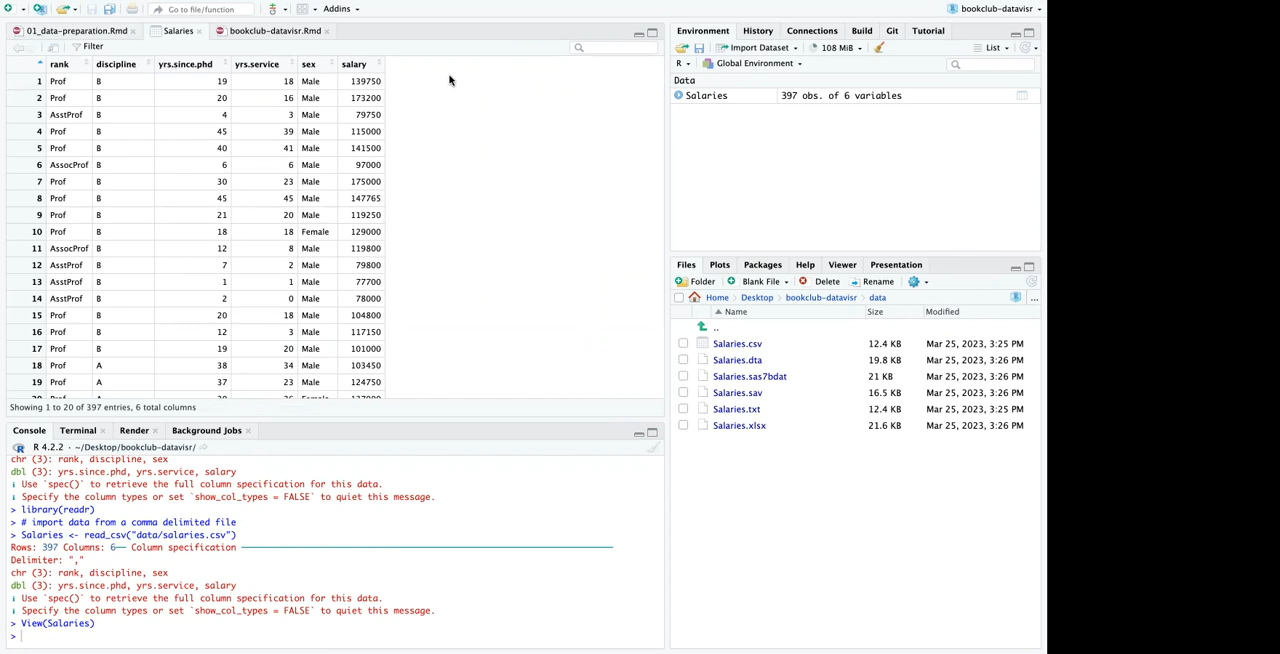 Go to file/function
Addins
bookclub-datavisr
01_data-preparation.Rmd
Salaries
bookclub-datavisr.Rmd
Filter
rank discipline yrs.since.phd yrs.service sex salary
1 Prof B 19 18 Male 139750
2 Prof B 20 16 Male 173200
3 AsstProf B 4 3 Male 79750
4 Prof B 45 39 Male 115000
5 Prof B 40 41 Male 141500
6 AssocProf B 6 6 Male 97000
7 Prof B 30 23 Male 175000
8 Prof B 45 45 Male 147765
9 Prof B 21 20 Male 119250
10 Prof B 18 18 Female 129000
11 AssocProf B 12 8 Male 119800
12 AsstProf B 7 2 Male 79800
13 AsstProf B 1 1 Male 77700
14 AsstProf B 2 0 Male 78000
15 Prof B 20 18 Male 104800
16 Prof B 12 3 Male 117150
17 Prof B 19 20 Male 101000
18 Prof A 38 34 Male 103450
19 Prof A 37 23 Male 124750
Showing 1 to 20 of 397 entries, 6 total columns
Console Terminal Render Background Jobs
R 4.2.2 · ~/Desktop/bookclub-datavisr/
chr (3): rank, discipline, sex
dbl (3): yrs.since.phd, yrs.service, salary
ℹ Use `spec()` to retrieve the full column specification for this data.
ℹ Specify the column types or set `show_col_types = FALSE` to quiet this message.
> library(readr)
> # import data from a comma delimited file
> Salaries <- read_csv("data/salaries.csv")
Rows: 397 Columns: 6── Column specification ────────────────
Delimiter: ","
chr (3): rank, discipline, sex
dbl (3): yrs.since.phd, yrs.service, salary
ℹ Use `spec()` to retrieve the full column specification for this data.
ℹ Specify the column types or set `show_col_types = FALSE` to quiet this message.
> View(Salaries)
>
Environment History Connections Build Git Tutorial
Import Dataset 108 MiB List
R Global Environment
Data
Salaries 397 obs. of 6 variables
Files Plots Packages Help Viewer Presentation
Folder Blank File Delete Rename
Home Desktop bookclub-datavisr data
Name Size Modified
..
Salaries.csv 12.4 KB Mar 25, 2023, 3:25 PM
Salaries.dta 19.8 KB Mar 25, 2023, 3:26 PM
Salaries.sas7bdat 21 KB Mar 25, 2023, 3:26 PM
Salaries.sav 16.5 KB Mar 25, 2023, 3:26 PM
Salaries.txt 12.4 KB Mar 25, 2023, 3:26 PM
Salaries.xlsx 21.6 KB Mar 25, 2023, 3:26 PM